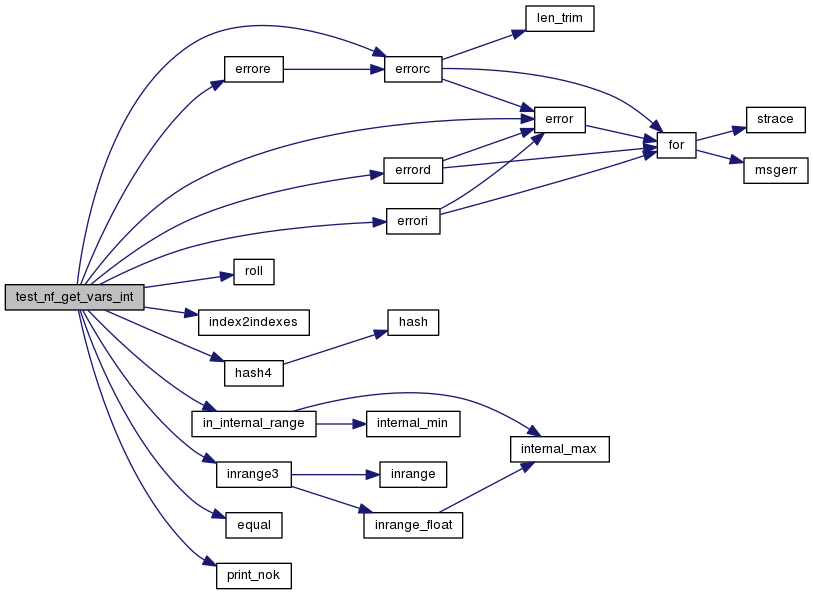 len_trim
errore
errorc
error
strace
for
errord
msgerr
errori
roll
test_nf_get_vars_int
index2indexes
hash
hash4
in_internal_range
internal_min
internal_max
inrange3
inrange
equal
inrange_float
print_nok